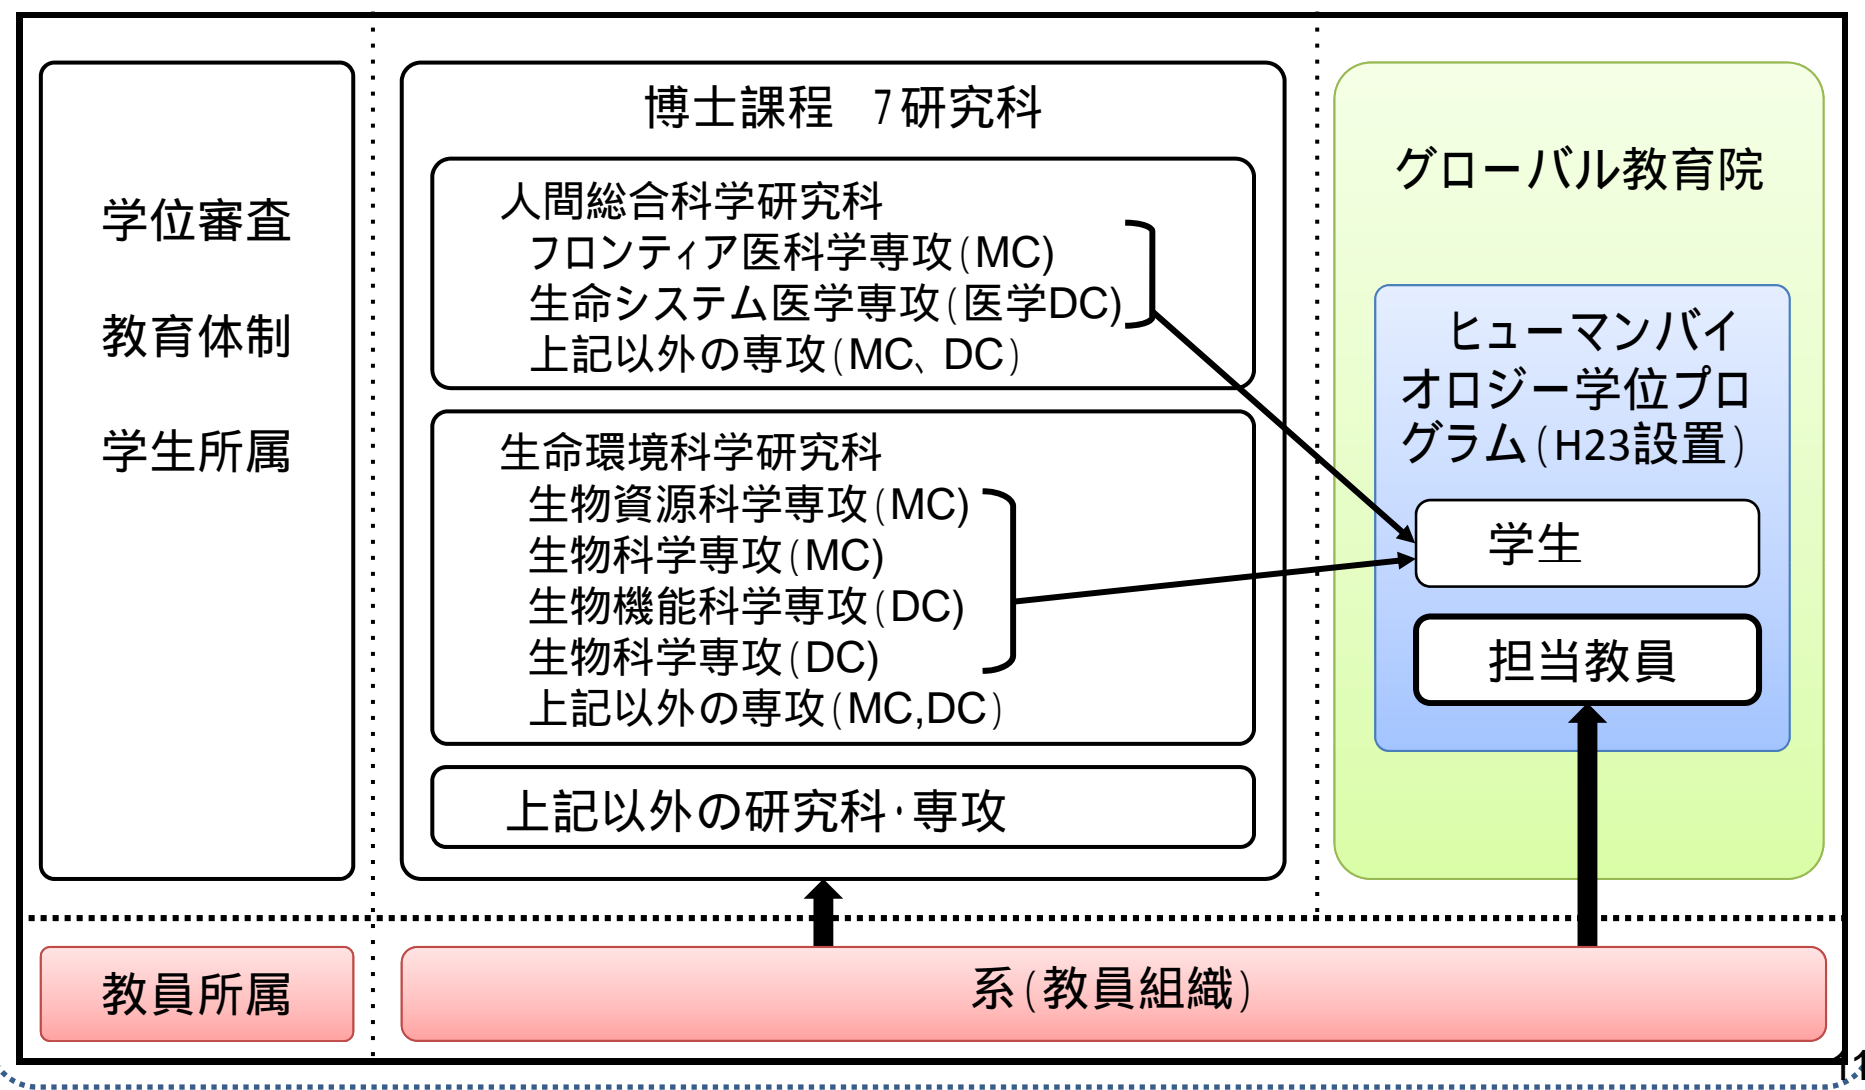 学位審査
教育体制
学生所属
博士課程　7研究科
人間総合科学研究科
フロンティア医科学専攻(MC)
生命システム医学専攻(医学DC)
上記以外の専攻(MC、DC)
生命環境科学研究科
生物資源科学専攻(MC)
生物科学専攻(MC)
生物機能科学専攻(DC)
生物科学専攻(DC)
上記以外の専攻(MC,DC)
上記以外の研究科・専攻
グローバル教育院
ヒューマンバイ
オロジー学位プロ
グラム(H23設置)
学生
担当教員
教員所属
系(教員組織)